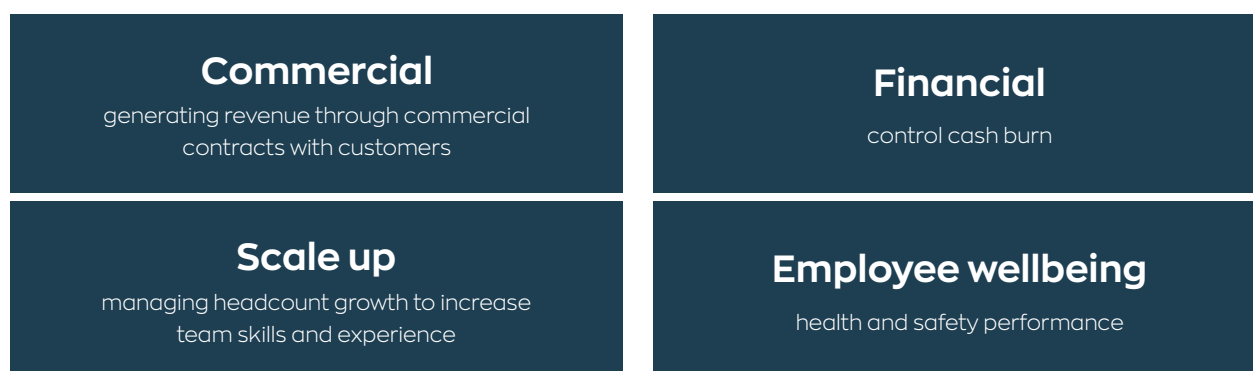 Commercial
generating revenue through commercial
contracts with customers
Financial
control cash burn
Scale up
managing headcount growth to increase
team skills and experience
Employee wellbeing
health and safety performance